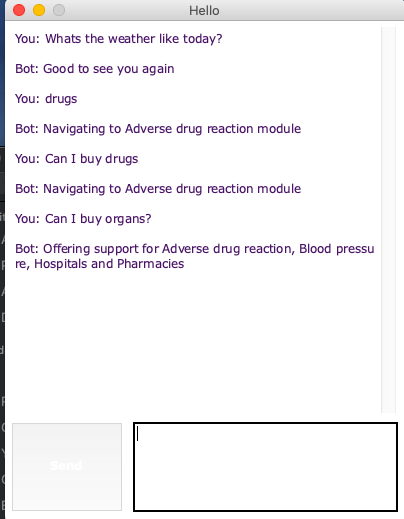 Hello
You: Whats the weather like today?
Bot: Good to see you again
You: drugs
Bot: Navigating to Adverse drug reaction module
You: Can I buy drugs
Bot: Navigating to Adverse drug reaction module
You: Can I buy organs?
Bot: Offering support for Adverse drug reaction, Blood pressu
re, Hospitals and Pharmacies
Send